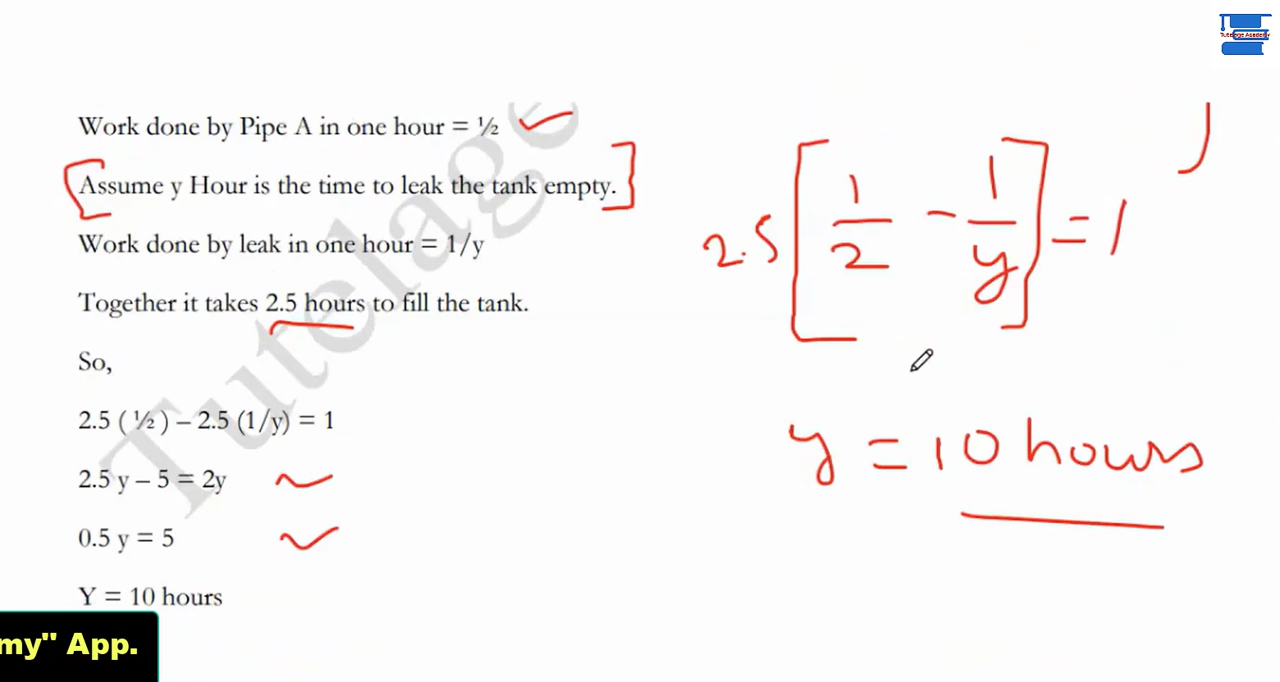 Tutelage Academy
Work done by Pipe A in one hour = ½
Assume y Hour is the time to leak the tank empty.
Work done by leak in one hour = 1/y
Together it takes 2.5 hours to fill the tank.
So,
2.5 ( ½ ) – 2.5 (1/y) = 1
2.5 y – 5 = 2y
0.5 y = 5
Y = 10 hours
2.5 [ 1/2 - 1/y ] = 1
y = 10 hours
Tutelage
my" App.